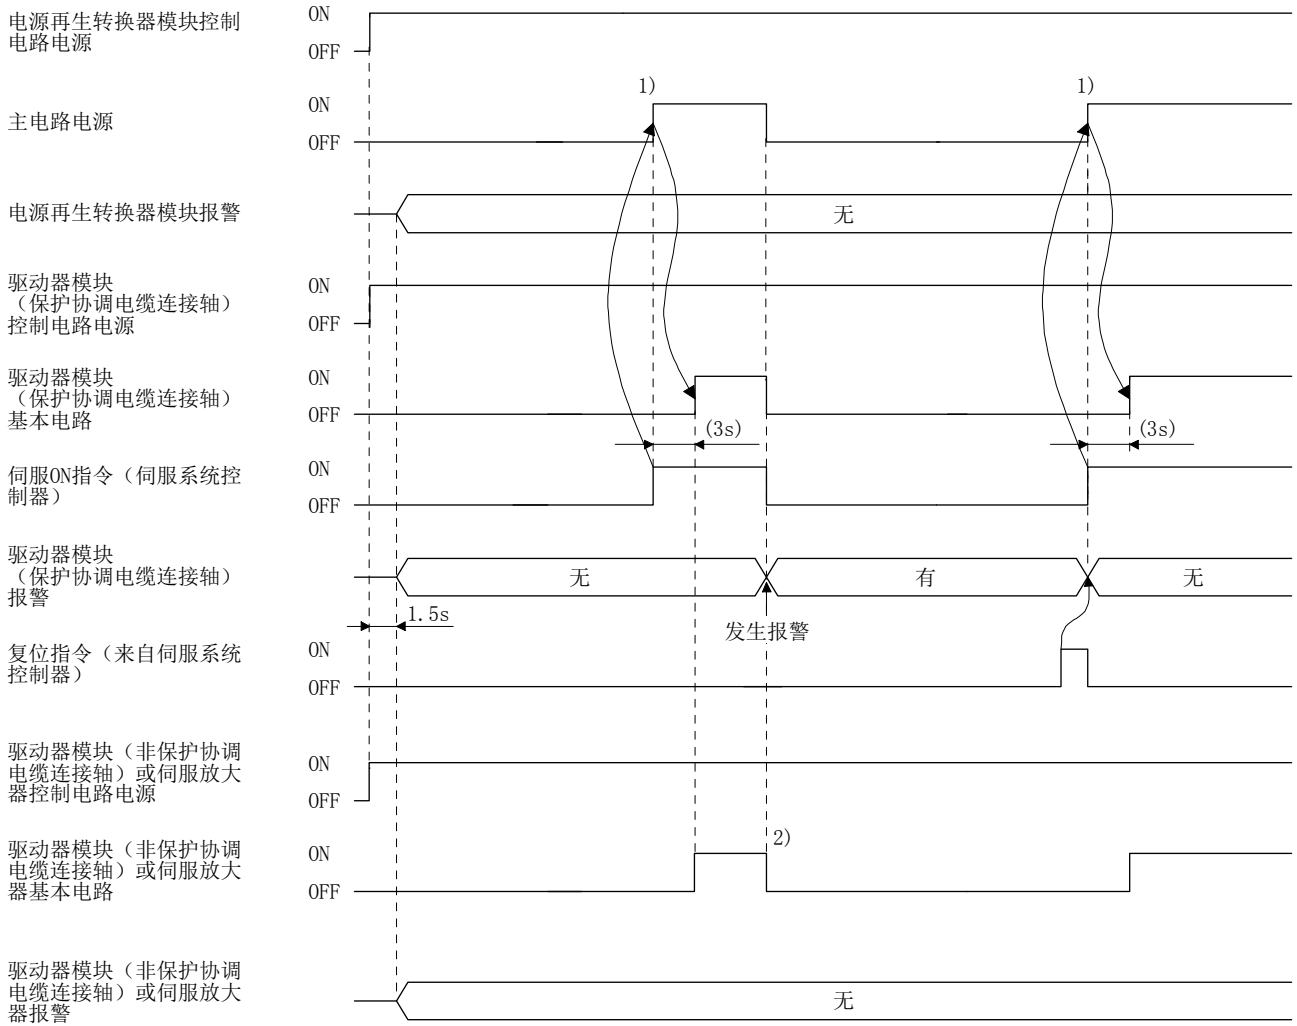 电源再生转换器模块控制
电路电源
ON
OFF
1)
1)
主电路电源
ON
OFF
电源再生转换器模块报警
无
驱动器模块
（保护协调电缆连接轴）
控制电路电源
ON
OFF
驱动器模块
（保护协调电缆连接轴）
基本电路
ON
OFF
(3s)
(3s)
伺服ON指令（伺服系统控
制器）
ON
OFF
驱动器模块
（保护协调电缆连接轴）
报警
无
有
无
1.5s
发生报警
复位指令（来自伺服系统
控制器）
ON
OFF
驱动器模块（非保护协调
电缆连接轴）或伺服放大
器控制电路电源
ON
OFF
2)
驱动器模块（非保护协调
电缆连接轴）或伺服放大
器基本电路
ON
OFF
驱动器模块（非保护协调
电缆连接轴）或伺服放大
器报警
无